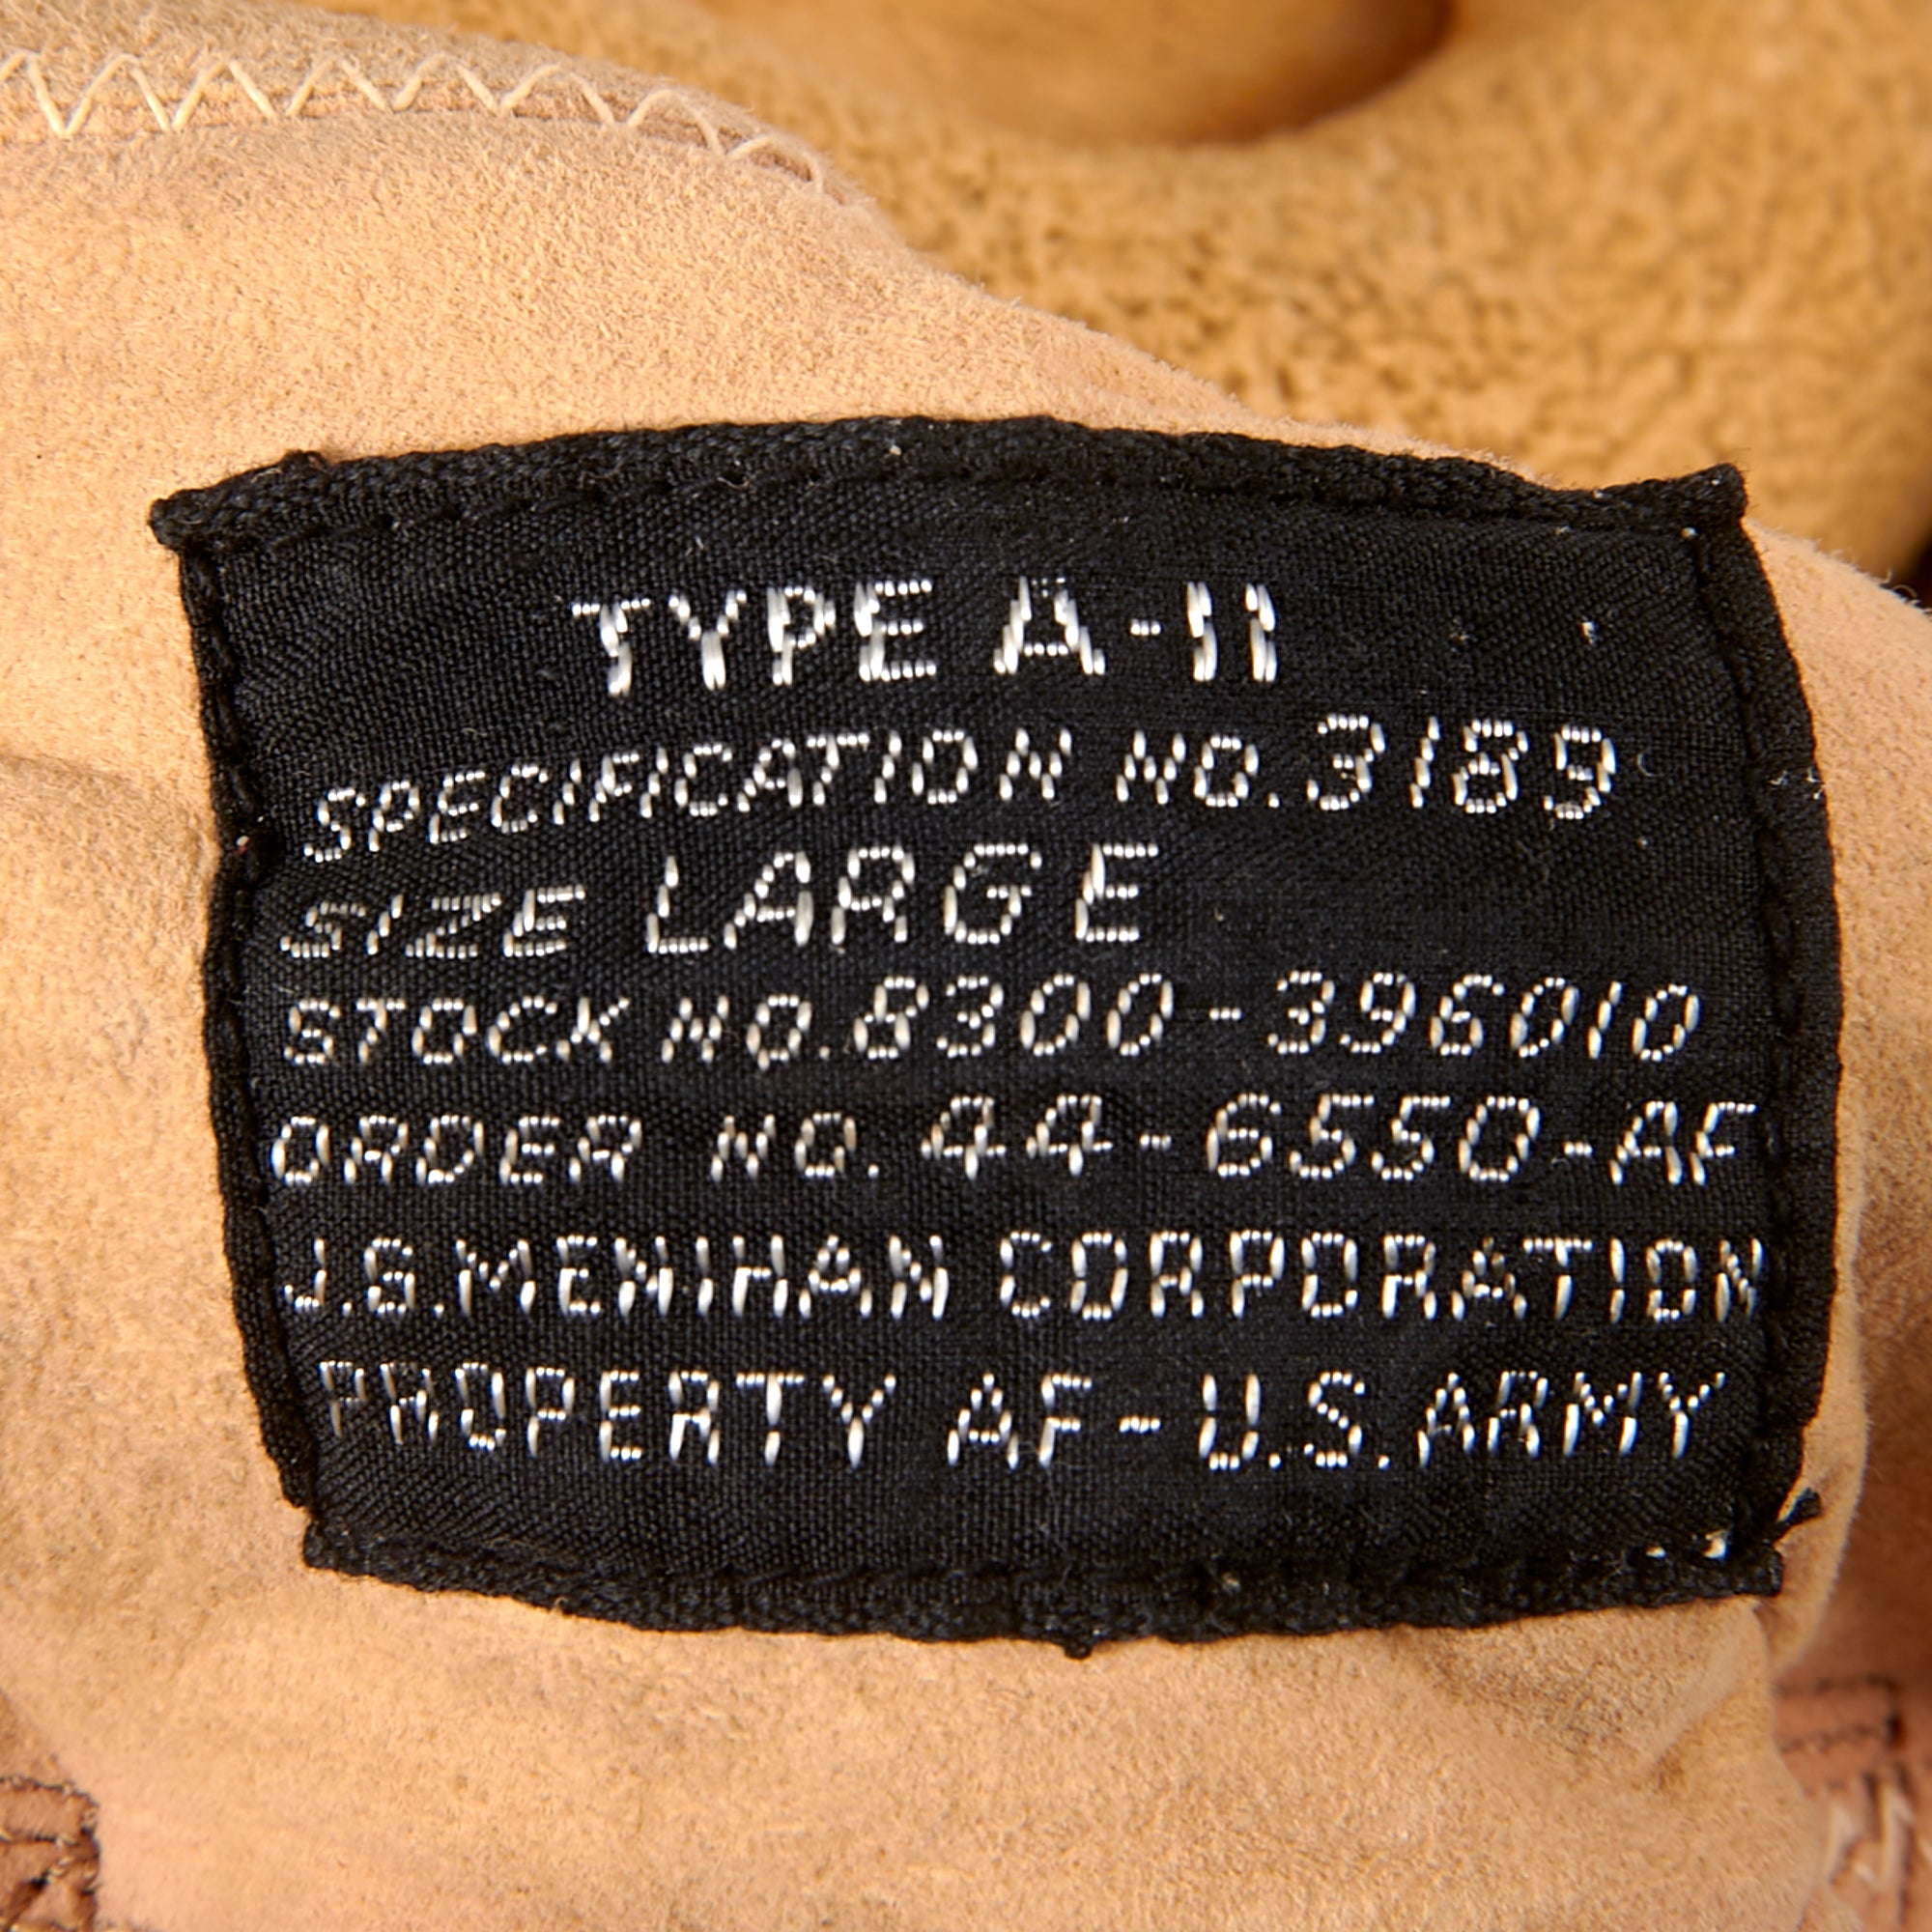 TYPE A-11
SPECIFICATION NO. 3189
SIZE LARGE
STOCK NO. 8300-396010
ORDER NO. 44-6550-AF
J.G. MENIHAN CORPORATION
PROPERTY AF-U.S. ARMY